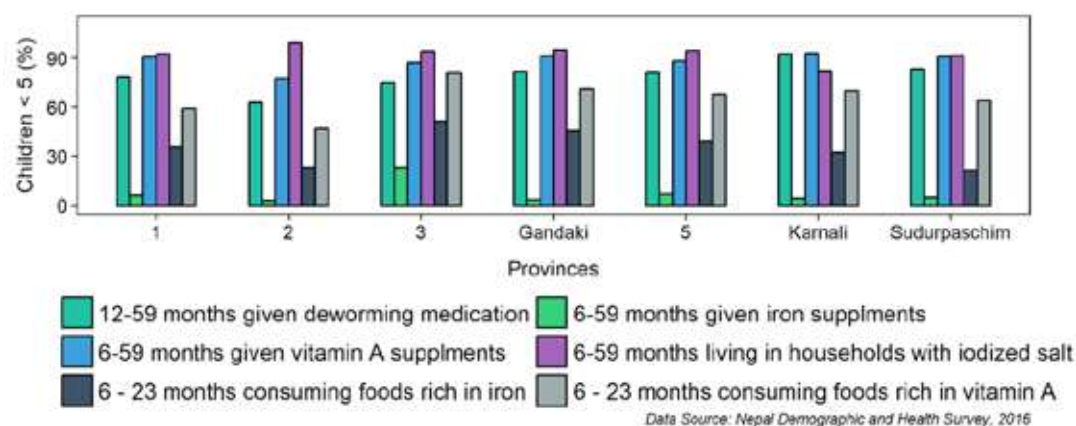 Children < 5 (%)
90
60
30
0
1 2 3 Gandaki 5 Karnali Sudurpaschim
Provinces
12-59 months given deworming medication 6-59 months given iron supplments
6-59 months given vitamin A supplments 6-59 months living in households with iodized salt
6 - 23 months consuming foods rich in iron 6 - 23 months consuming foods rich in vitamin A
Data Source: Nepal Demographic and Health Survey, 2016